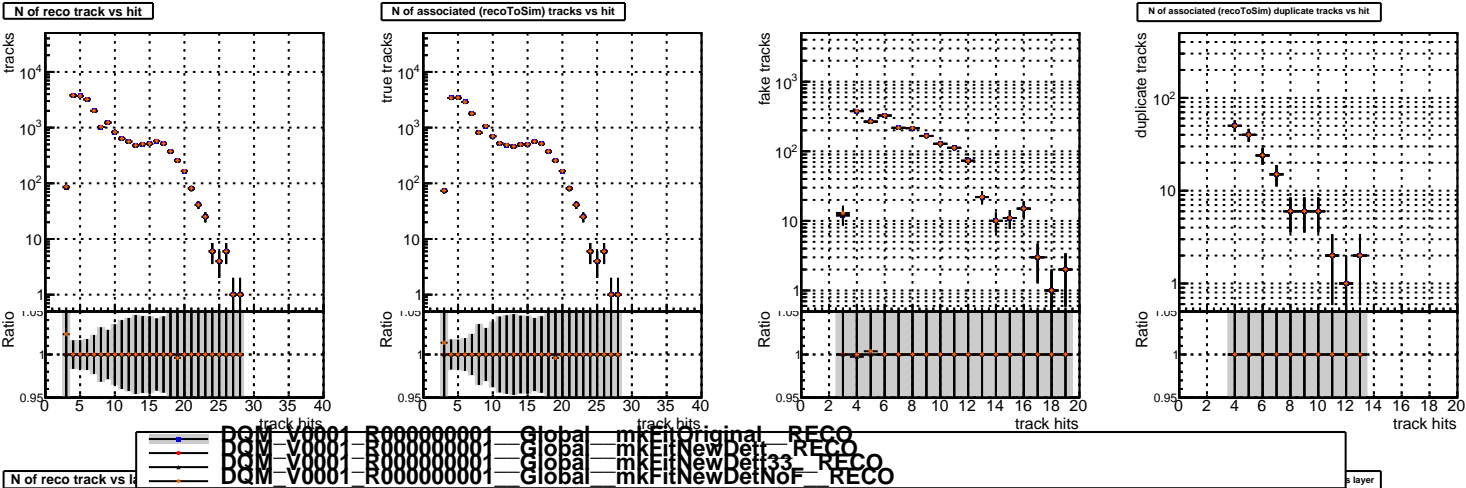 N of reco track vs hit
N of associated (recoToSim) tracks vs hit
N of associated (recoToSim) duplicate tracks vs hit
tracks
10^4
10^3
10^2
10
1
Ratio
1.05
1
0.95
0 5 10 15 20 25 30 35 40
track hits
true tracks
10^4
10^3
10^2
10
1
Ratio
1.05
1
0.95
0 5 10 15 20 25 30 35 40
track hits
fake tracks
10^3
10^2
10
1
Ratio
1.05
1
0.95
0 2 4 6 8 10 12 14 16 18 20
track hits
duplicate tracks
10^2
10
1
Ratio
1.05
1
0.95
0 2 4 6 8 10 12 14 16 18 20
track hits
DQM_V0001_R000000001__Global__mkFitOriginal__RECO
DQM_V0001_R000000001__Global__mkFitNewDett__RECO
DQM_V0001_R000000001__Global__mkFitNewDett33__RECO
DQM_V0001_R000000001__Global__mkFitNewDetNoF__RECO
N of reco track vs la
s layer